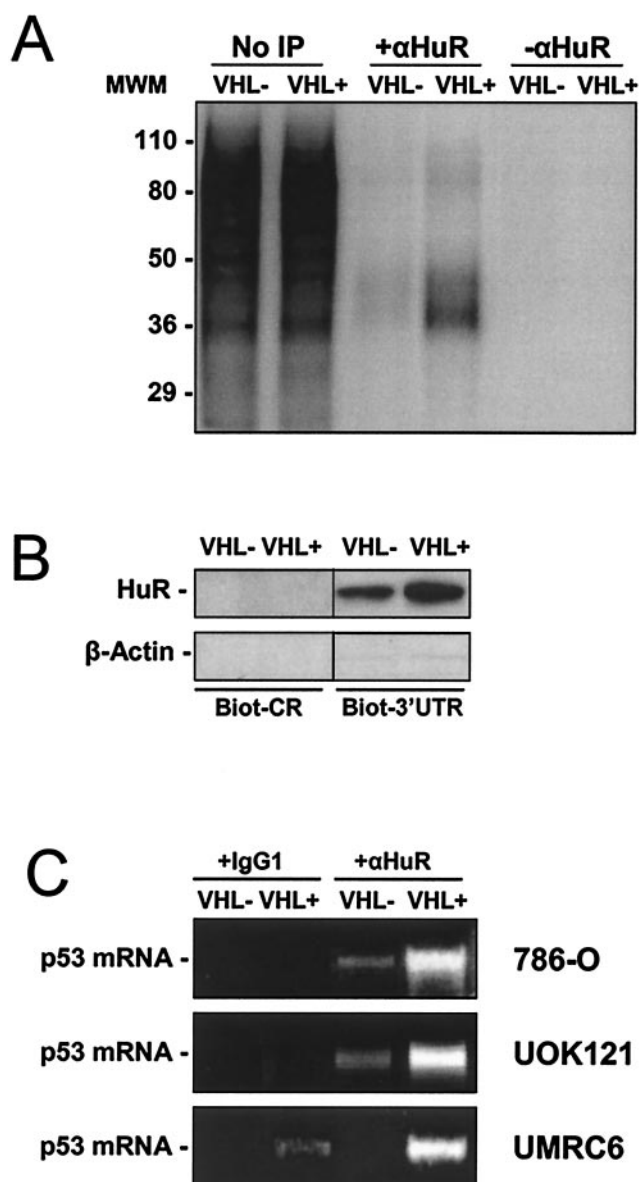 A
No IP +αHuR -αHuR
MWM VHL- VHL+ VHL- VHL+ VHL- VHL+
110 -
80 -
50 -
36 -
29 -
B
VHL- VHL+ VHL- VHL+
HuR -
β-Actin -
Biot-CR Biot-3'UTR
C
+IgG1 +αHuR
VHL- VHL+ VHL- VHL+
p53 mRNA - 786-O
p53 mRNA - UOK121
p53 mRNA - UMRC6